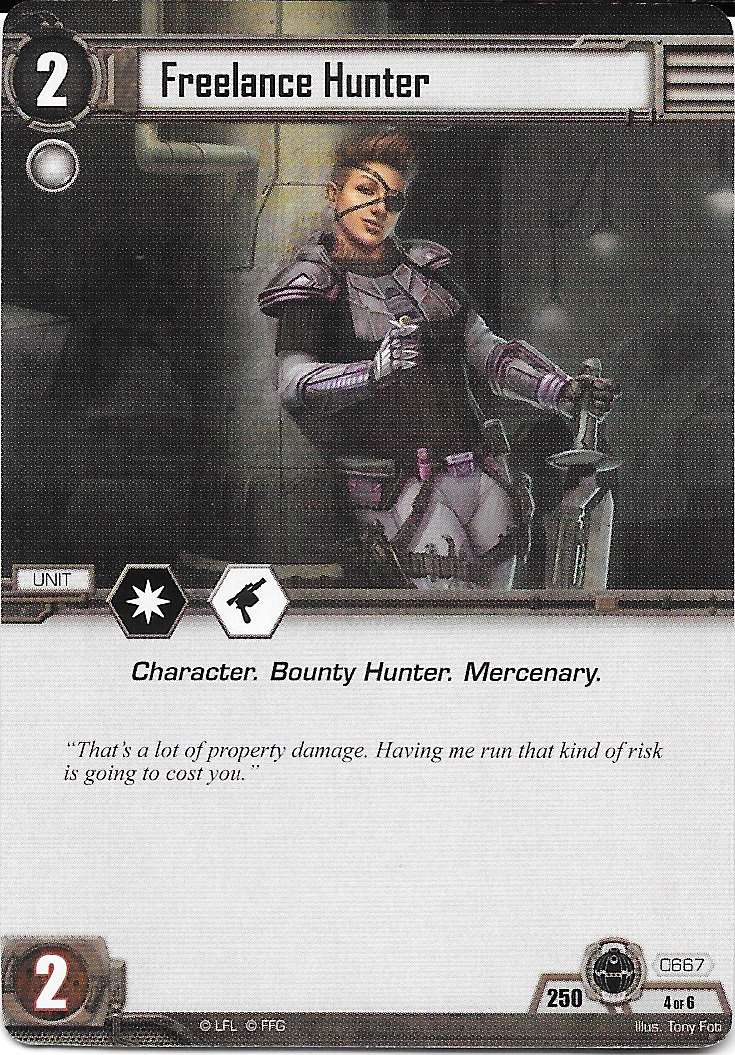 2
Freelance Hunter
UNIT
Character. Bounty Hunter. Mercenary.
“That’s a lot of property damage. Having me run that kind of risk
is going to cost you.”
2
0667
250
4 OF 6
© LFL © FFG
Illus. Tony Foti